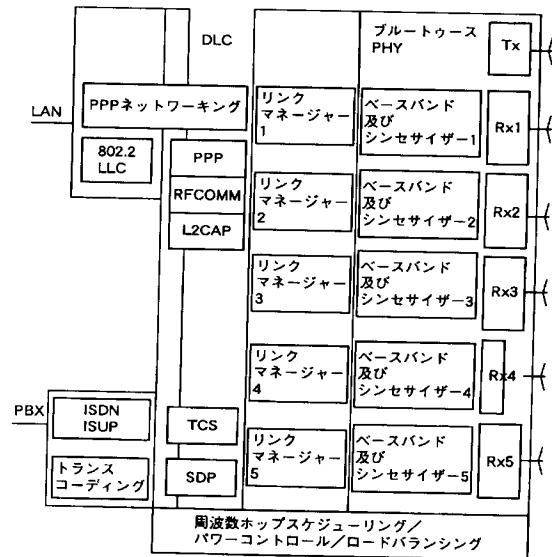 DLC
ブルートゥース
PHY
Tx
LAN
PPPネットワーキング
リンク
マネージャー
1
ベースバンド
及び
シンセサイザー1
Rx1
802.2
LLC
PPP
RFCOMM
L2CAP
リンク
マネージャー
2
ベースバンド
及び
シンセサイザー2
Rx2
リンク
マネージャー
3
ベースバンド
及び
シンセサイザー3
Rx3
リンク
マネージャー
4
ベースバンド
及び
シンセサイザー4
Rx4
PBX
ISDN
ISUP
TCS
リンク
マネージャー
5
ベースバンド
及び
シンセサイザー5
Rx5
トランス
コーディング
SDP
周波数ホップスケジューリング/
パワーコントロール/ロードバランシング